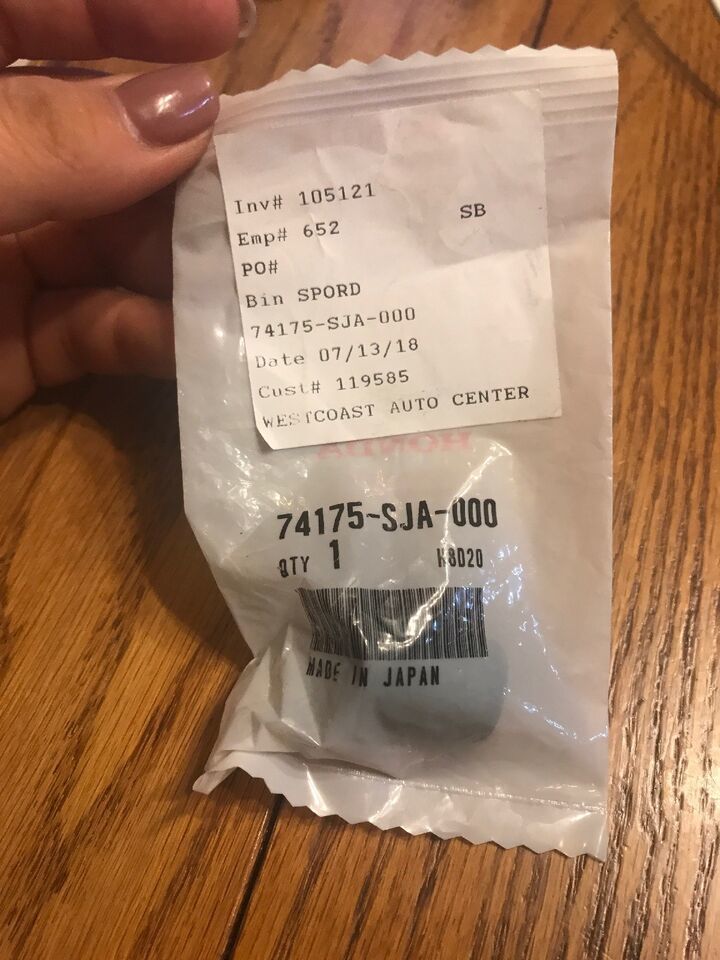 Inv# 105121
SB
Emp# 652
PO#
Bin SPORD
74175-SJA-000
Date 07/13/18
Cust# 119585
WESTCOAST AUTO CENTER
HONDA
74175-SJA-000
QTY 1 H8D20
MADE IN JAPAN